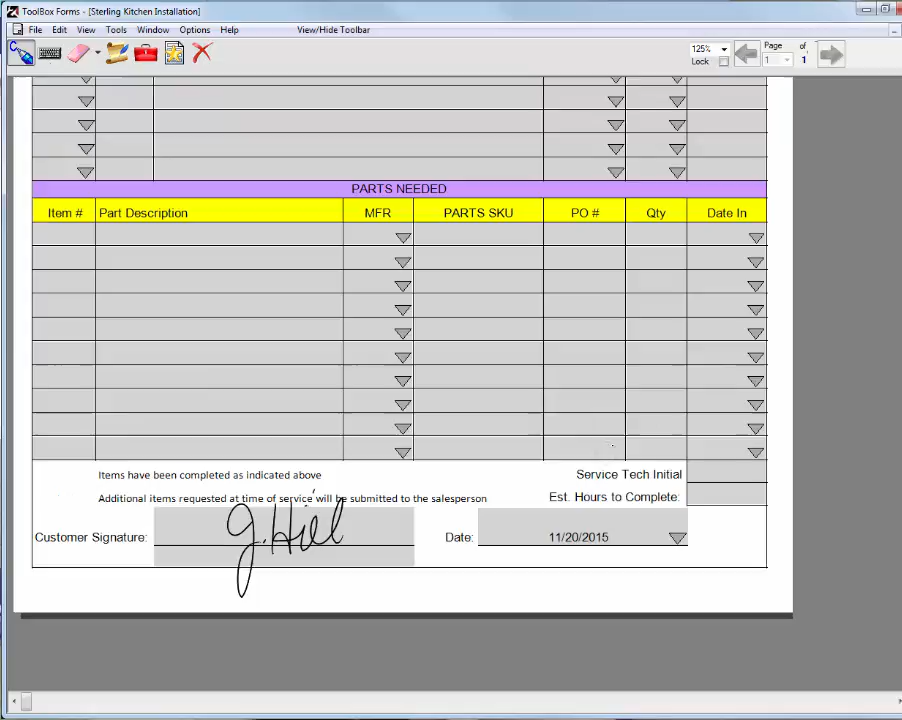 ToolBox Forms - [Sterling Kitchen Installation]
File Edit View Tools Window Options Help View/Hide Toolbar
125% Page of
Lock 1 1
PARTS NEEDED
Item # Part Description MFR PARTS SKU PO # Qty Date In
Items have been completed as indicated above Service Tech Initial
Additional items requested at time of service will be submitted to the salesperson Est. Hours to Complete:
Customer Signature: J. Hiel Date: 11/20/2015